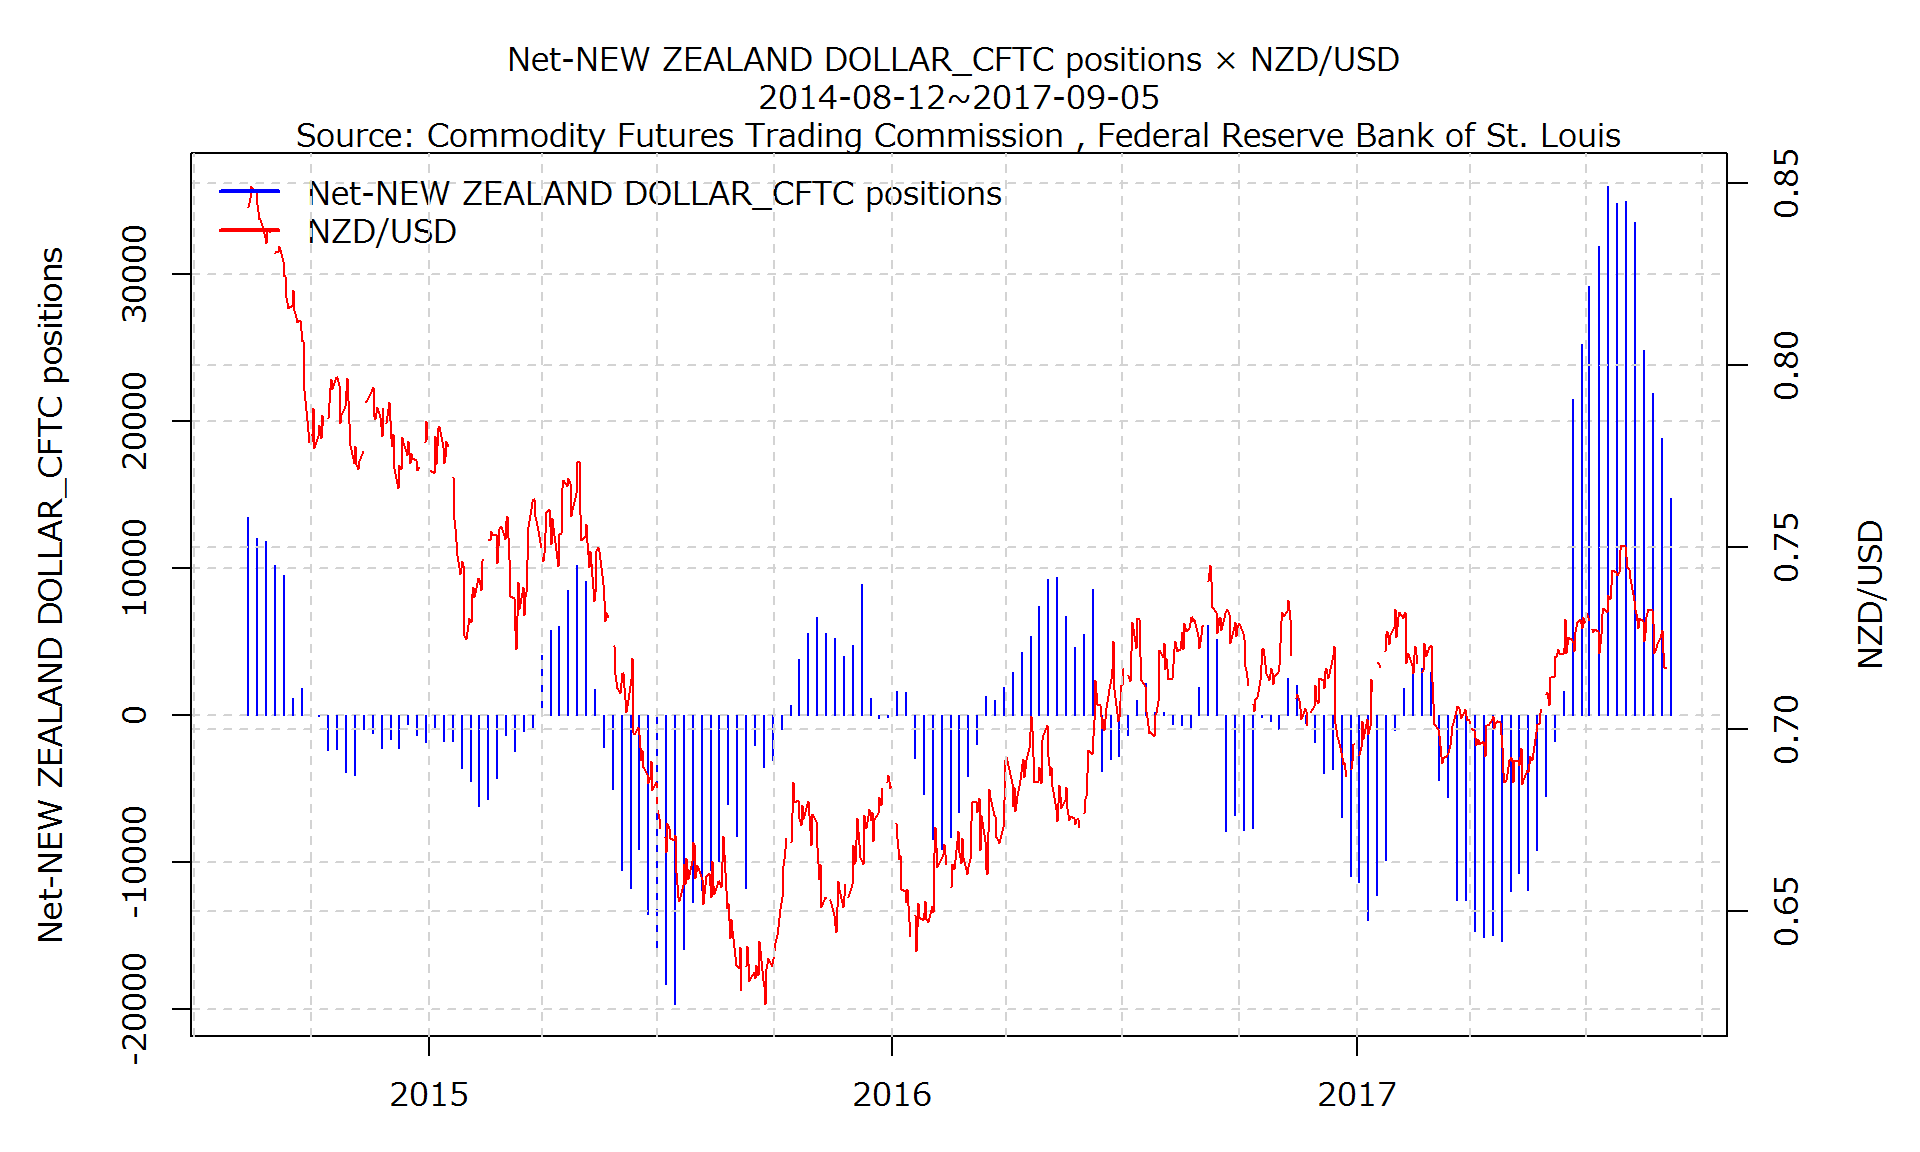 Net-NEW ZEALAND DOLLAR_CFTC positions × NZD/USD
2014-08-12~2017-09-05
Source: Commodity Futures Trading Commission , Federal Reserve Bank of St. Louis
Net-NEW ZEALAND DOLLAR_CFTC positions
NZD/USD
Net-NEW ZEALAND DOLLAR_CFTC positions
30000
20000
10000
0
-10000
-20000
0.85
0.80
0.75
0.70
0.65
NZD/USD
2015
2016
2017